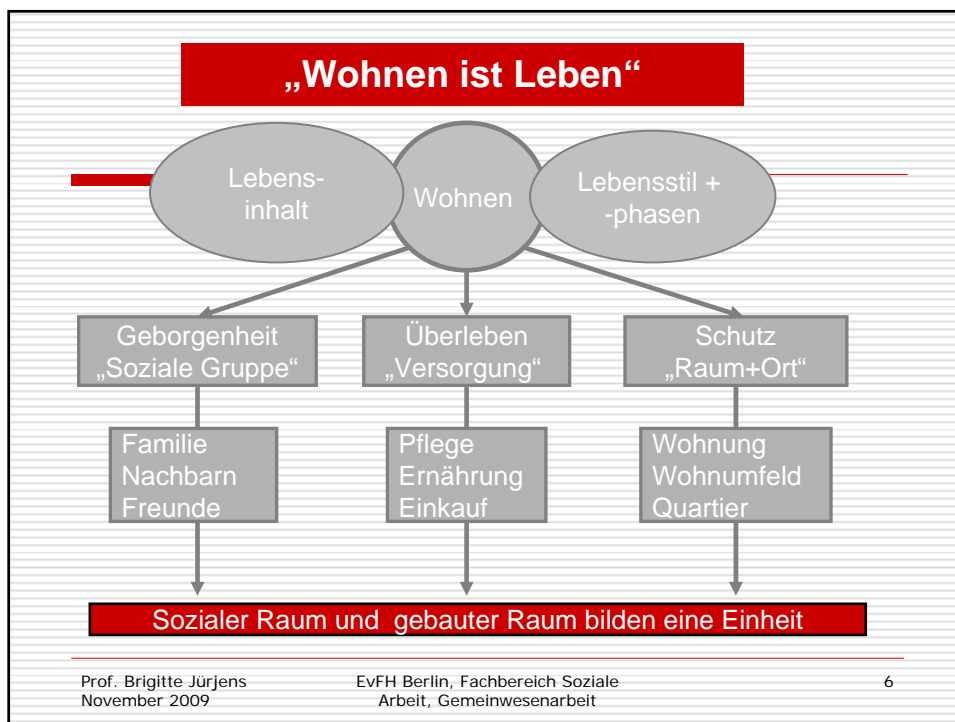 „Wohnen ist Leben“
Lebens-
inhalt
Wohnen
Lebensstil +
-phasen
Geborgenheit
„Soziale Gruppe“
Überleben
„Versorgung“
Schutz
„Raum+Ort“
Familie
Nachbarn
Freunde
Pflege
Ernährung
Einkauf
Wohnung
Wohnumfeld
Quartier
Sozialer Raum und gebauter Raum bilden eine Einheit
Prof. Brigitte Jürjens
November 2009
EvFH Berlin, Fachbereich Soziale
Arbeit, Gemeinwesenarbeit
6